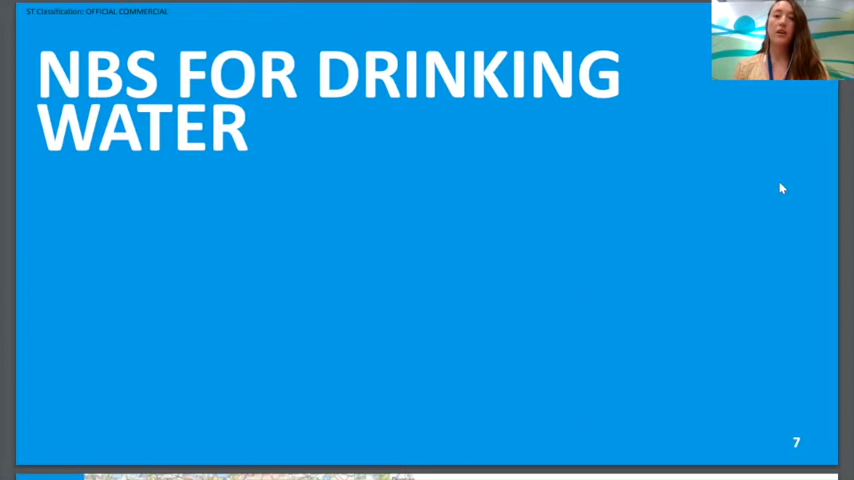 ST Classification: OFFICIAL COMMERCIAL
NBS FOR DRINKING
WATER
7